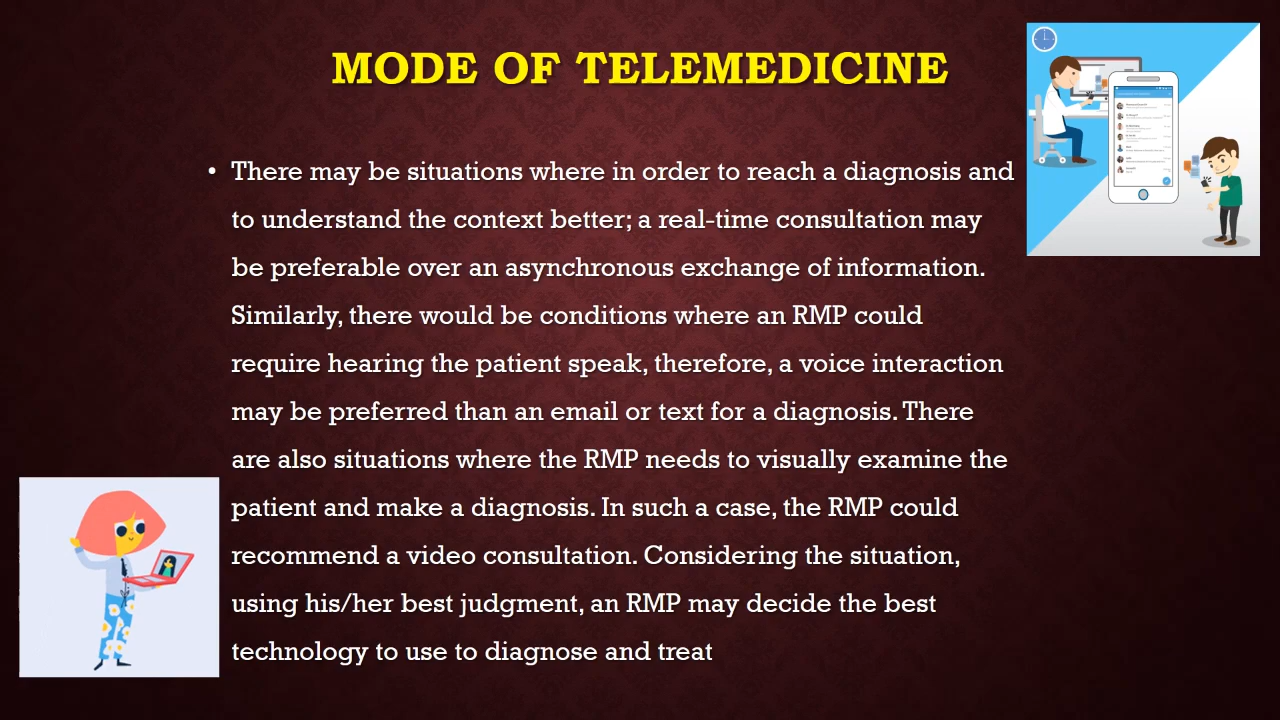 MODE OF TELEMEDICINE
• There may be situations where in order to reach a diagnosis and
to understand the context better; a real-time consultation may
be preferable over an asynchronous exchange of information.
Similarly, there would be conditions where an RMP could
require hearing the patient speak, therefore, a voice interaction
may be preferred than an email or text for a diagnosis. There
are also situations where the RMP needs to visually examine the
patient and make a diagnosis. In such a case, the RMP could
recommend a video consultation. Considering the situation,
using his/her best judgment, an RMP may decide the best
technology to use to diagnose and treat